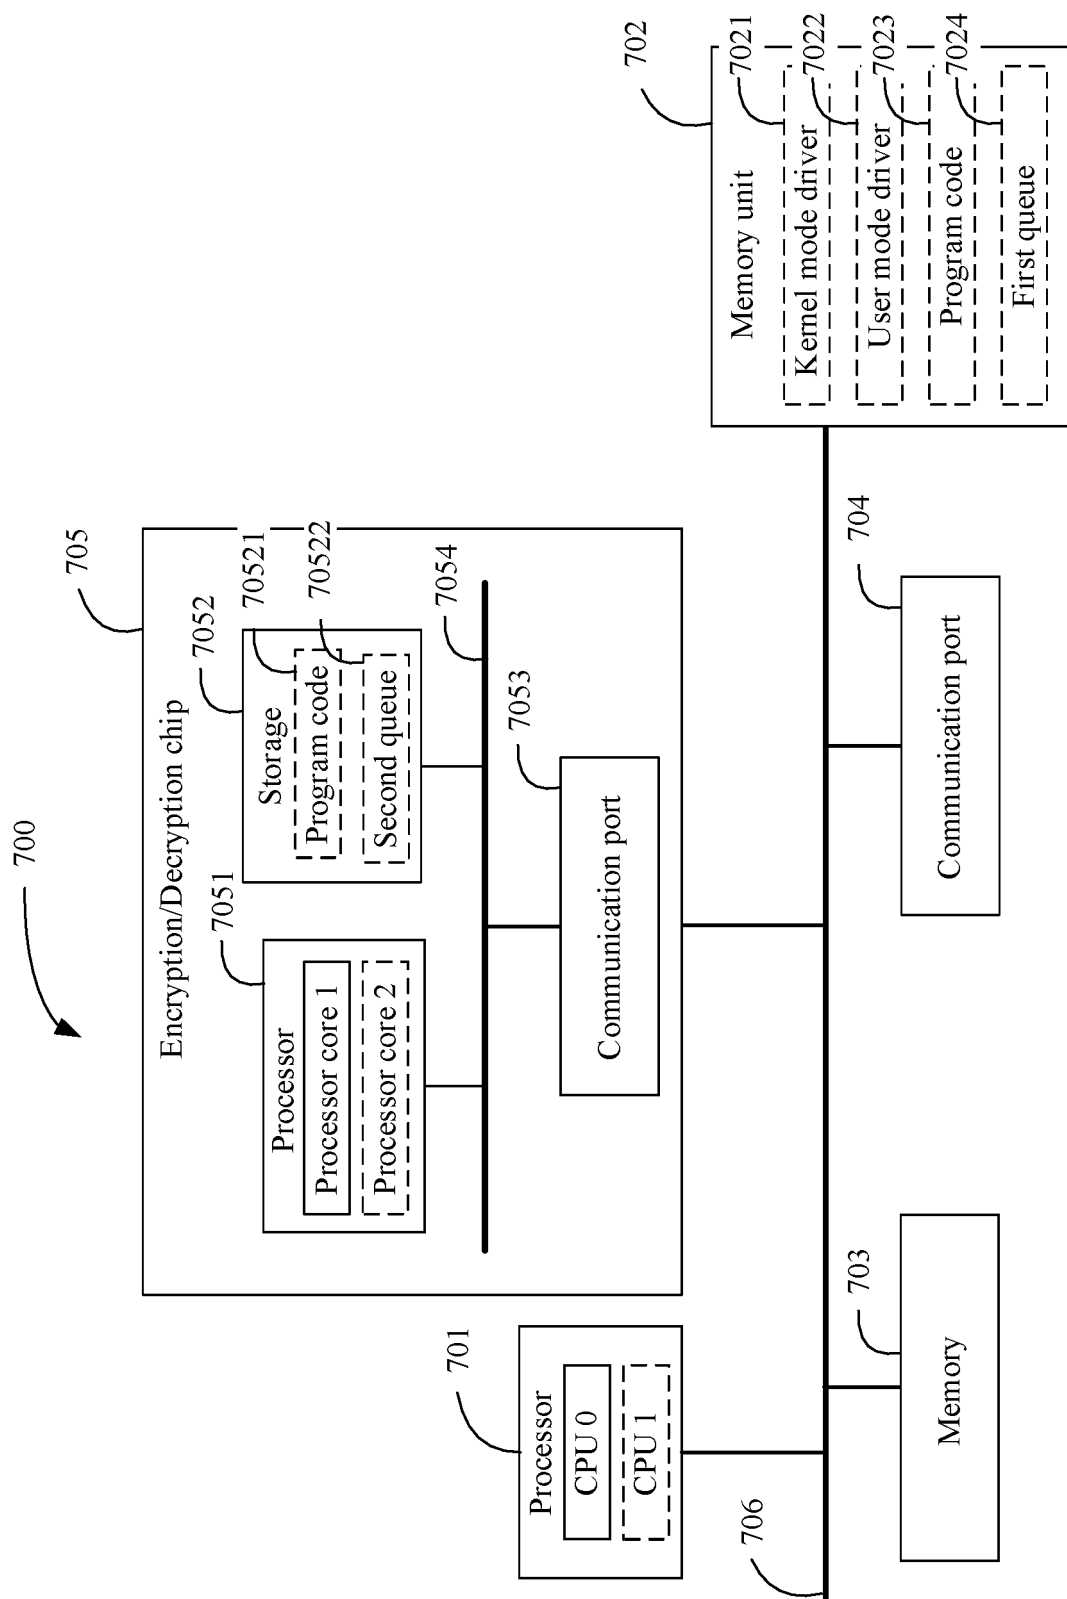 700
Encryption/Decryption chip
705
Processor
Processor core 1
Processor core 2
7051
Storage
Program code
Second queue
7052
70521
70522
7054
Communication port
7053
Processor
CPU 0
CPU 1
701
706
Memory
703
Communication port
704
Memory unit
702
Kernel mode driver
7021
User mode driver
7022
Program code
7023
First queue
7024